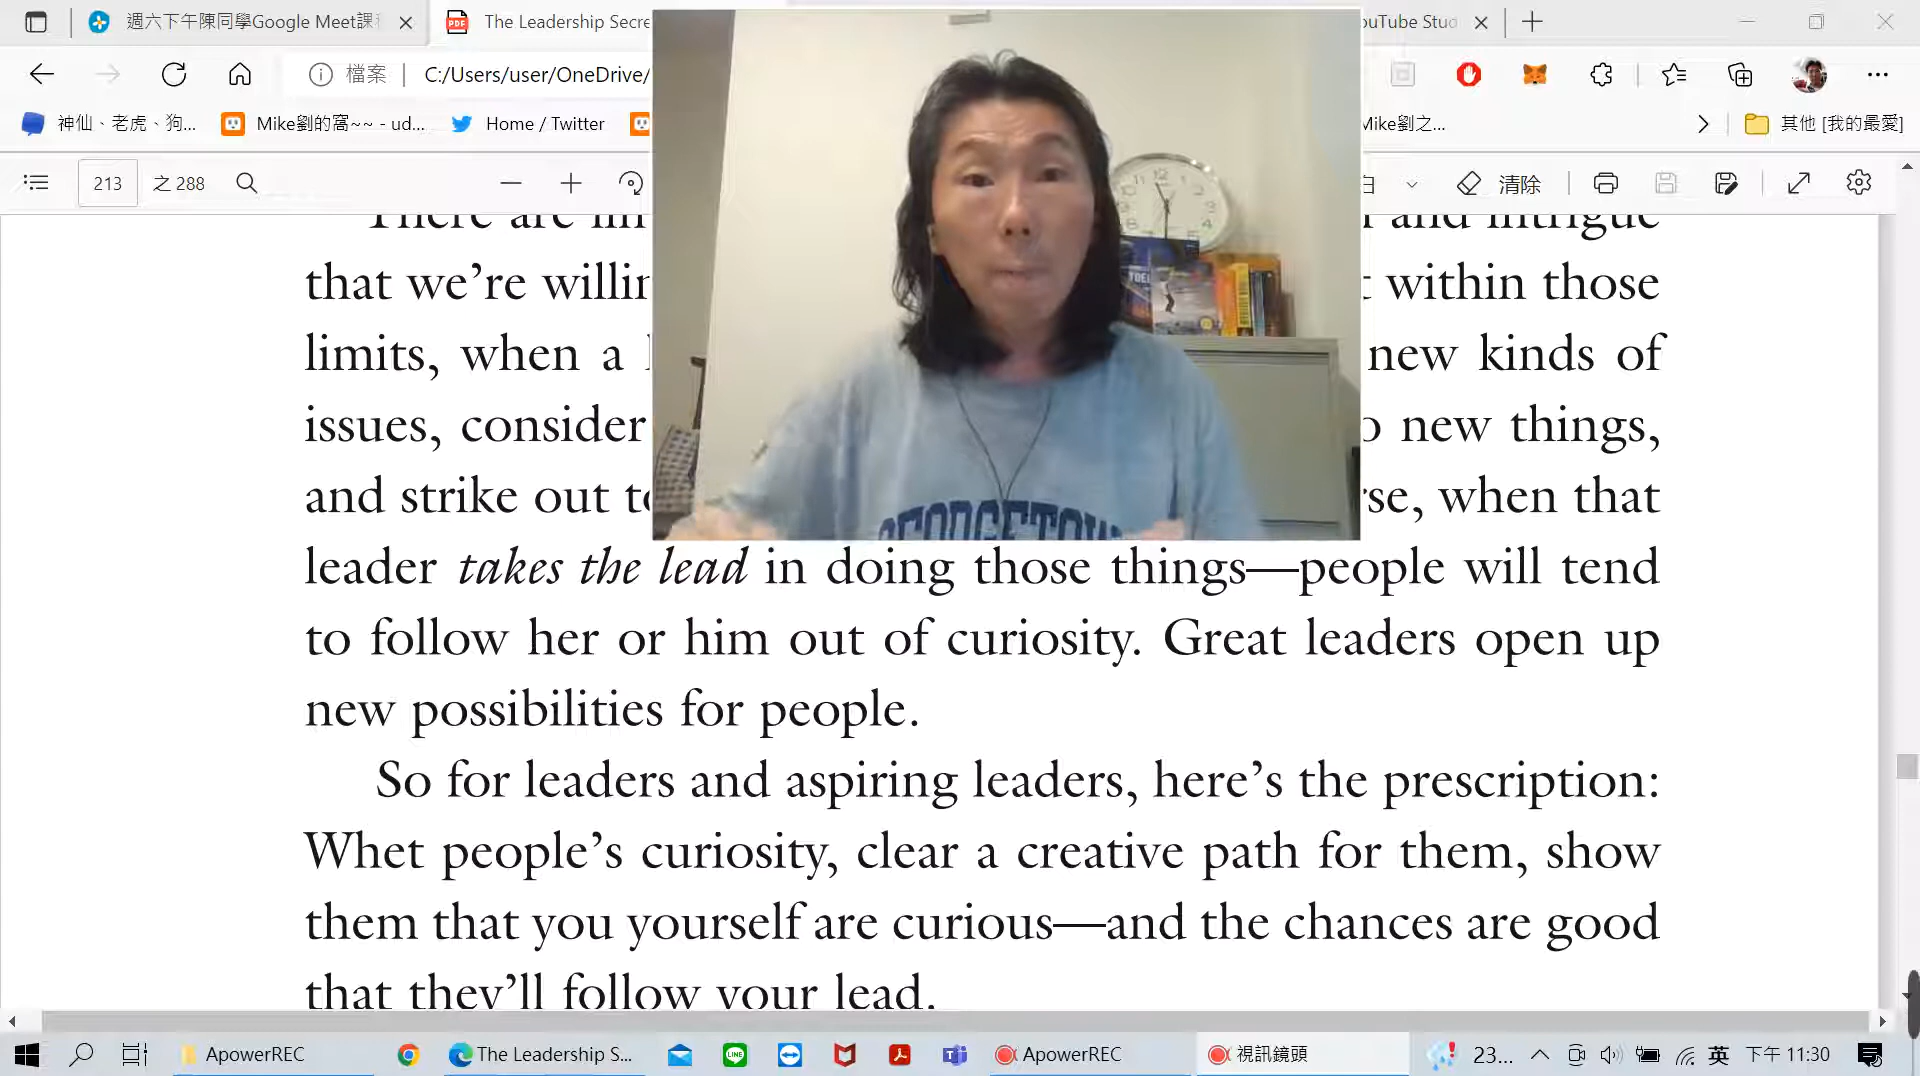 週六下午陳同學Google Meet課
The Leadership Secre
ouTube Stud
檔案
C:/Users/user/OneDrive/
神仙、老虎、狗...
Mike劉的窩~~ - ud...
Home / Twitter
Mike劉之...
其他 [我的最愛]
213 之 288
清除
There are
and intrigue
that we’re
within those
limits, when a
new kinds of
issues, consider
new things,
and strike out
when that
leader takes the lead in doing those things—people will tend
to follow her or him out of curiosity. Great leaders open up
new possibilities for people.
So for leaders and aspiring leaders, here’s the prescription:
Whet people’s curiosity, clear a creative path for them, show
them that you yourself are curious—and the chances are good
that they’ll follow your lead.
GEORGETOW
ApowerREC
The Leadership S...
LINE
ApowerREC
視訊鏡頭
23...
英
下午 11:30